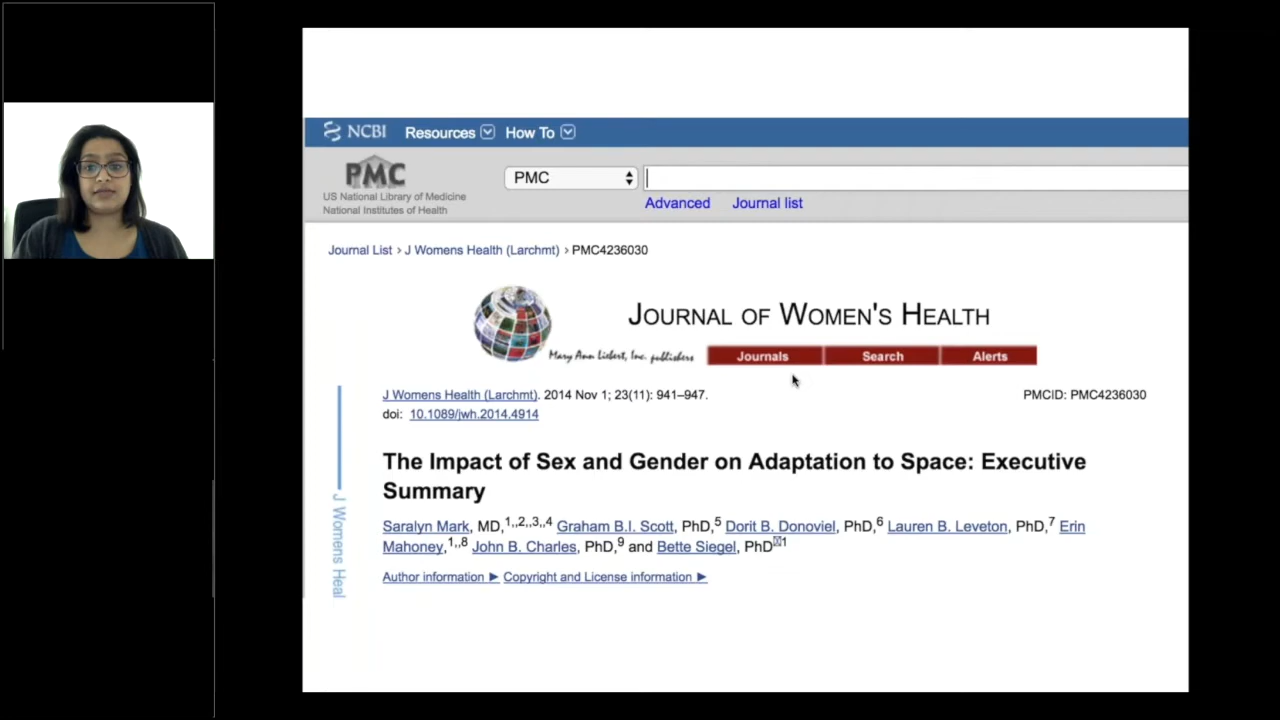 NCBI Resources How To
PMC
US National Library of Medicine
National Institutes of Health
PMC
Advanced Journal list
Journal List › J Womens Health (Larchmt) › PMC4236030
JOURNAL OF WOMEN'S HEALTH
Mary Ann Liebert, Inc. publishers
Journals Search Alerts
J Womens Health (Larchmt). 2014 Nov 1; 23(11): 941–947.
PMCID: PMC4236030
doi: 10.1089/jwh.2014.4914
The Impact of Sex and Gender on Adaptation to Space: Executive
Summary
Saralyn Mark, MD,1,,2,,3,,4 Graham B.I. Scott, PhD,5 Dorit B. Donoviel, PhD,6 Lauren B. Leveton, PhD,7 Erin
Mahoney,1,,8 John B. Charles, PhD,9 and Bette Siegel, PhD1
Author information ► Copyright and License information ►
J Womens Heal